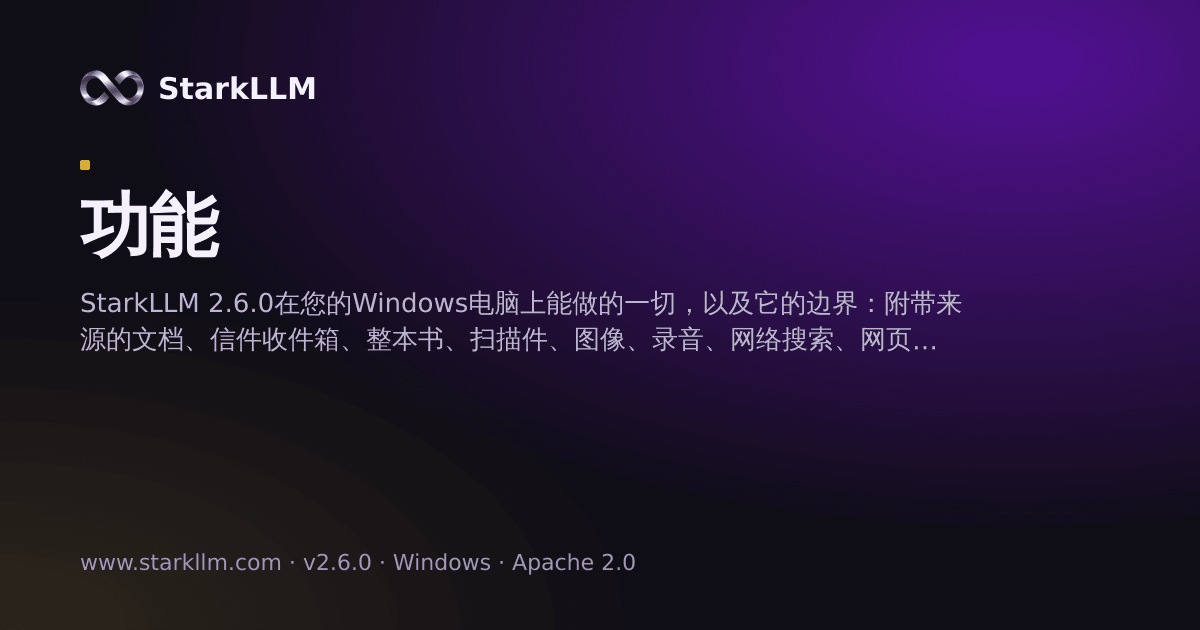 StarkLLM
功能
StarkLLM 2.6.0在您的Windows电脑上能做的一切，以及它的边界：附带来
源的文档、信件收件箱、整本书、扫描件、图像、录音、网络搜索、网页…
www.starkllm.com · v2.6.0 · Windows · Apache 2.0